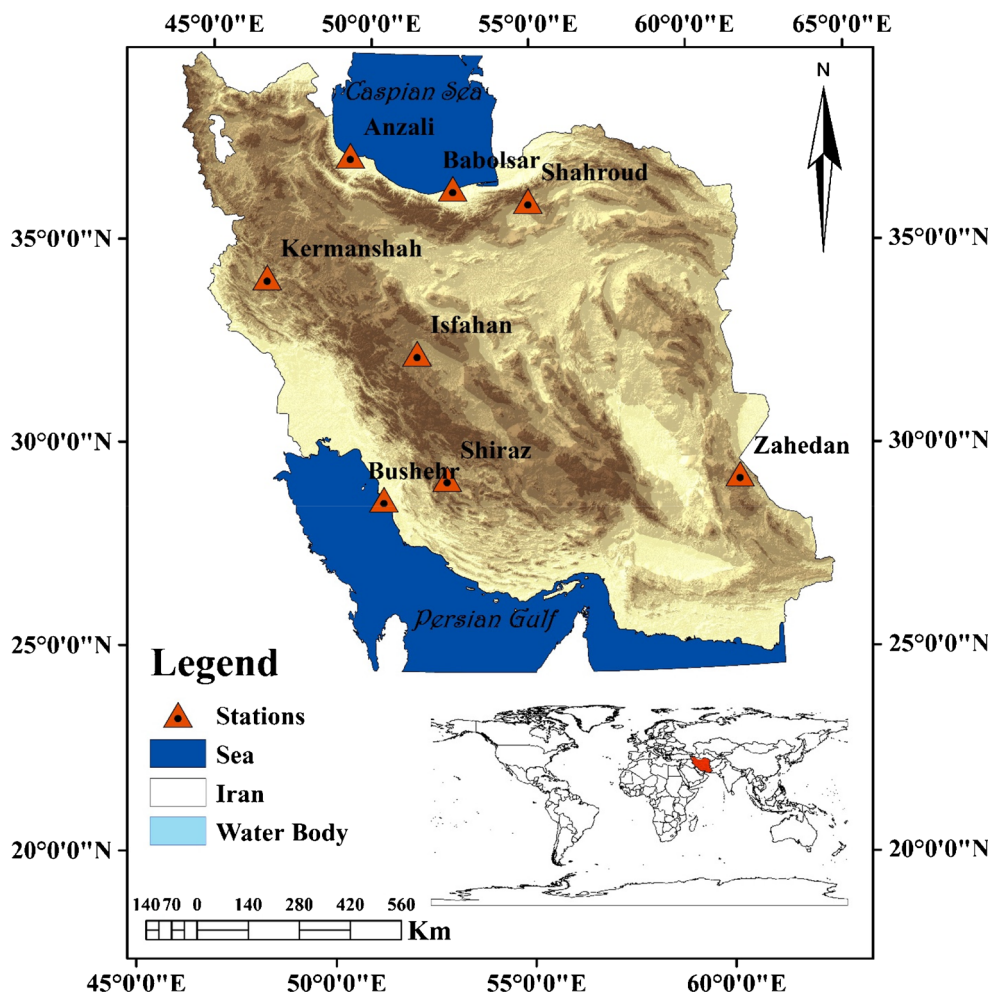 45°0'0"E 50°0'0"E 55°0'0"E 60°0'0"E 65°0'0"E
N
Caspian Sea
Anzali
Babolsar
Shahroud
35°0'0"N 35°0'0"N
Kermanshah
Isfahan
30°0'0"N 30°0'0"N
Shiraz
Zahedan
Bushehr
Persian Gulf
25°0'0"N 25°0'0"N
Legend
Stations
Sea
Iran
Water Body
20°0'0"N 20°0'0"N
140 70 0 140 280 420 560
Km
45°0'0"E 50°0'0"E 55°0'0"E 60°0'0"E